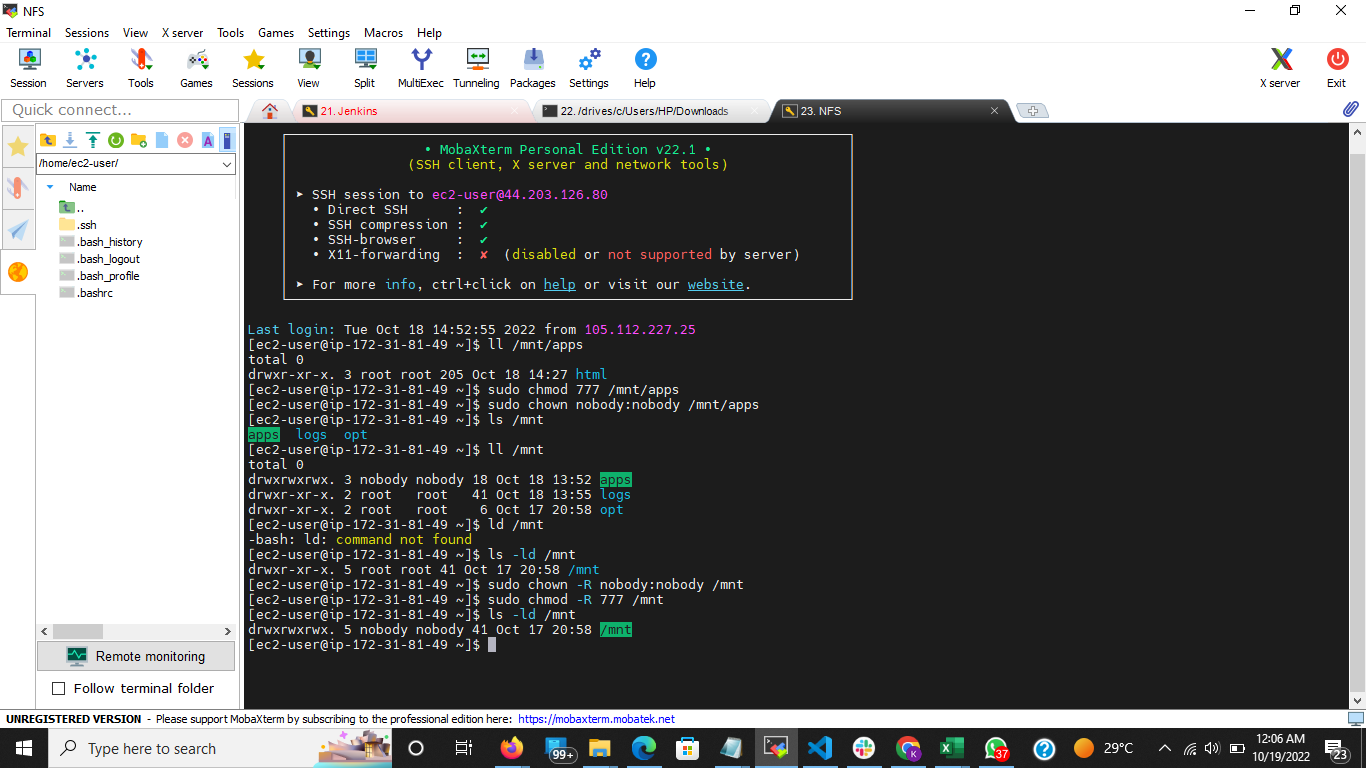 NFS
Terminal Sessions View X server Tools Games Settings Macros Help
Session Servers Tools Games Sessions View Split MultiExec Tunneling Packages Settings Help X server Exit
Quick connect...
21. Jenkins
22. /drives/c/Users/HP/Downloads
23. NFS
/home/ec2-user/
Name
..
.ssh
.bash_history
.bash_logout
.bash_profile
.bashrc
Remote monitoring
Follow terminal folder
• MobaXterm Personal Edition v22.1 •
(SSH client, X server and network tools)
➤ SSH session to ec2-user@44.203.126.80
• Direct SSH : ✔
• SSH compression : ✔
• SSH-browser : ✔
• X11-forwarding : ✘ (disabled or not supported by server)
➤ For more info, ctrl+click on help or visit our website.
Last login: Tue Oct 18 14:52:55 2022 from 105.112.227.25
[ec2-user@ip-172-31-81-49 ~]$ ll /mnt/apps
total 0
drwxr-xr-x. 3 root root 205 Oct 18 14:27 html
[ec2-user@ip-172-31-81-49 ~]$ sudo chmod 777 /mnt/apps
[ec2-user@ip-172-31-81-49 ~]$ sudo chown nobody:nobody /mnt/apps
[ec2-user@ip-172-31-81-49 ~]$ ls /mnt
apps logs opt
[ec2-user@ip-172-31-81-49 ~]$ ll /mnt
total 0
drwxrwxrwx. 3 nobody nobody 18 Oct 18 13:52 apps
drwxr-xr-x. 2 root root 41 Oct 18 13:55 logs
drwxr-xr-x. 2 root root 6 Oct 17 20:58 opt
[ec2-user@ip-172-31-81-49 ~]$ ld /mnt
-bash: ld: command not found
[ec2-user@ip-172-31-81-49 ~]$ ls -ld /mnt
drwxr-xr-x. 5 root root 41 Oct 17 20:58 /mnt
[ec2-user@ip-172-31-81-49 ~]$ sudo chown -R nobody:nobody /mnt
[ec2-user@ip-172-31-81-49 ~]$ sudo chmod -R 777 /mnt
[ec2-user@ip-172-31-81-49 ~]$ ls -ld /mnt
drwxrwxrwx. 5 nobody nobody 41 Oct 17 20:58 /mnt
[ec2-user@ip-172-31-81-49 ~]$
UNREGISTERED VERSION - Please support MobaXterm by subscribing to the professional edition here: https://mobaxterm.mobatek.net
Type here to search
99+
K
37
29°C
12:06 AM
10/19/2022
23